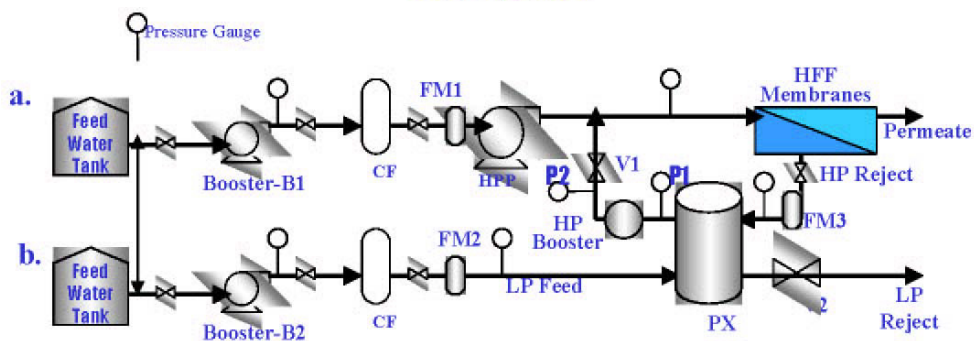 Pressure Gauge
a.
Feed
Water
Tank
Booster-B1
CF
FM1
HPP
V1
P2
HP
Booster
P1
HFF
Membranes
Permeate
HP Reject
FM3
b.
Feed
Water
Tank
Booster-B2
CF
FM2
LP Feed
PX
LP
Reject